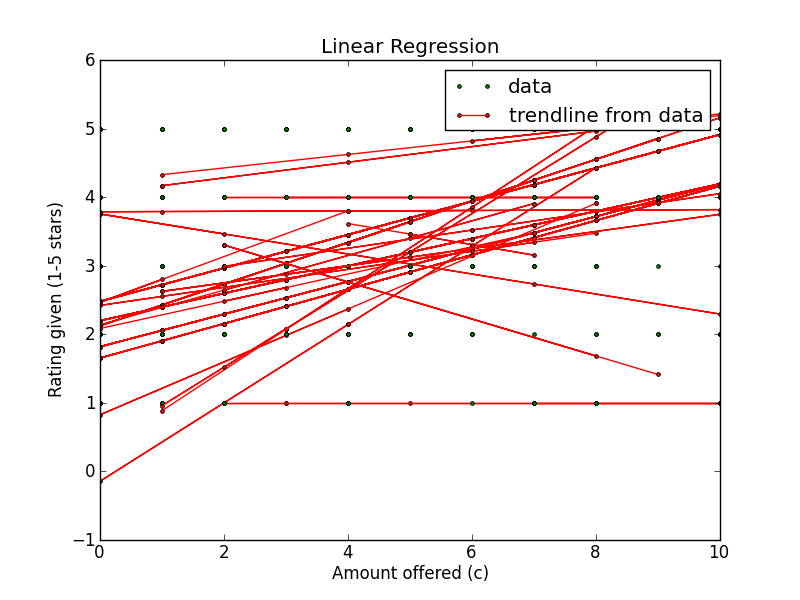 Linear Regression
data
trendline from data
6
5
4
3
2
1
0
−1
Rating given (1-5 stars)
0 2 4 6 8 10
Amount offered (c)